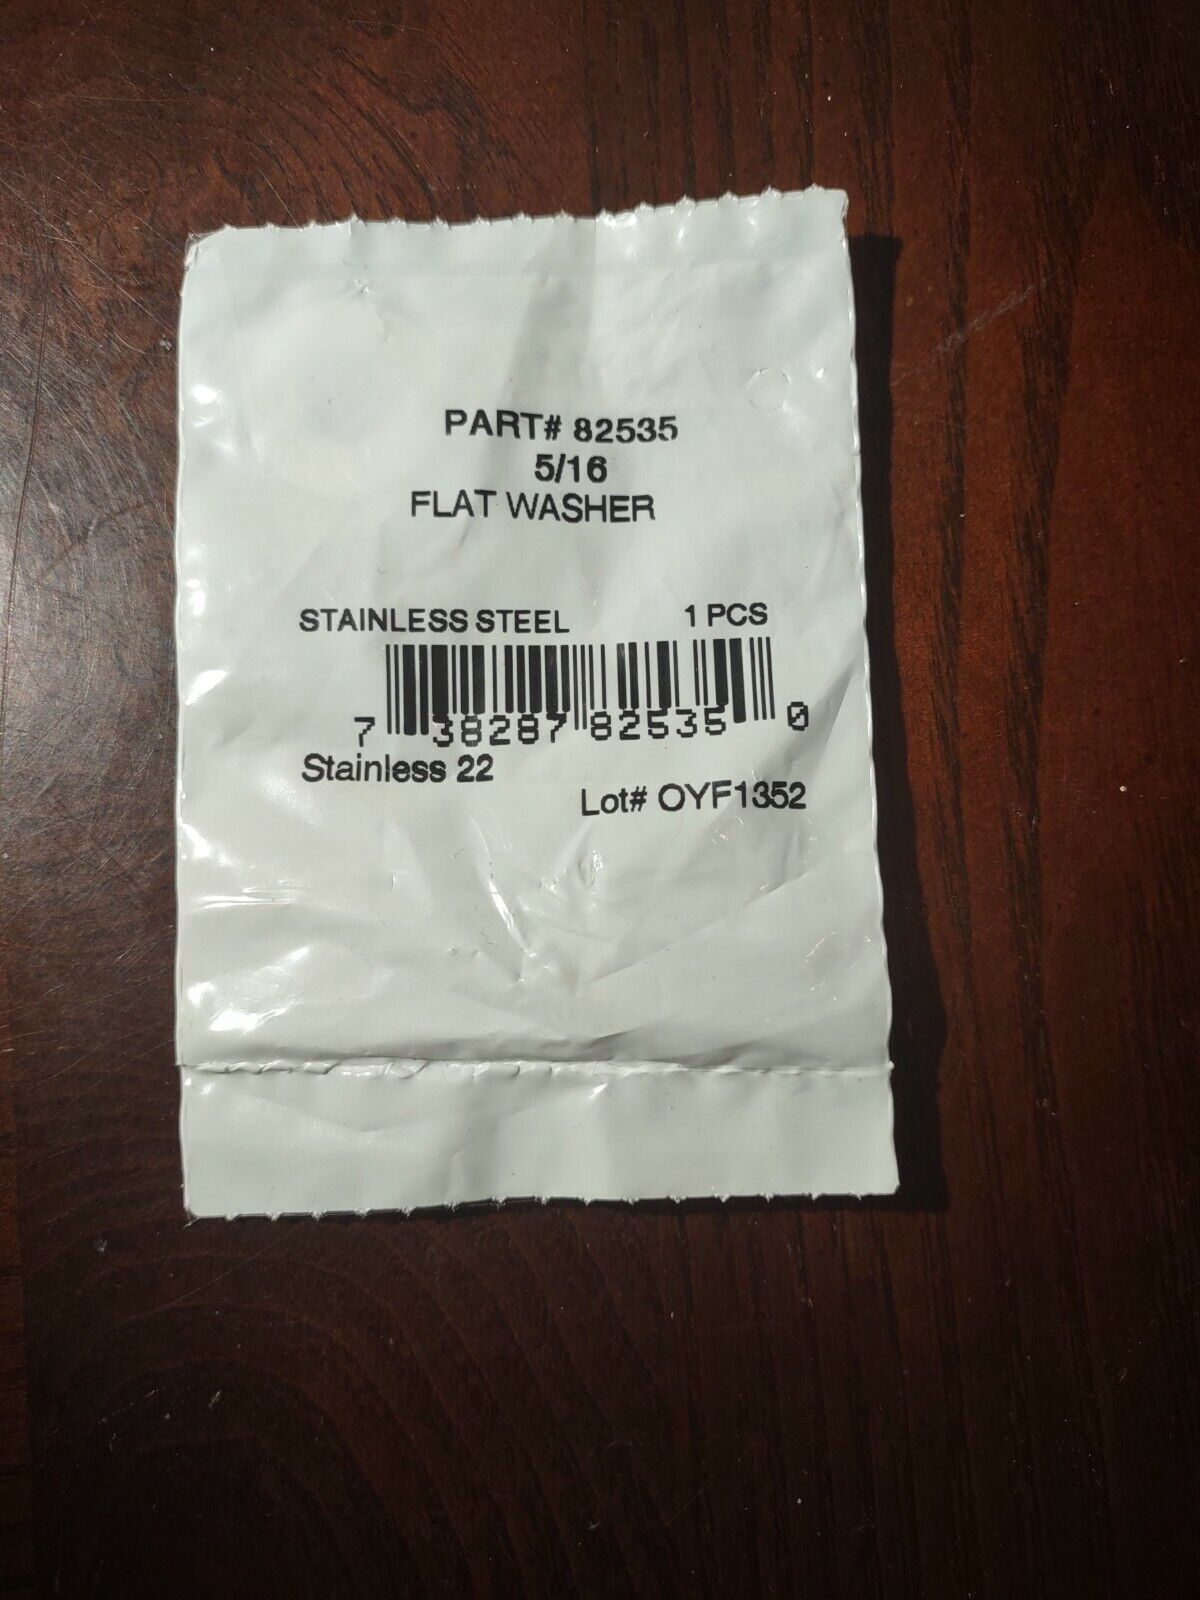 PART# 82535
5/16
FLAT WASHER
STAINLESS STEEL 1 PCS
7 38287 82535 0
Stainless 22
Lot# OYF1352